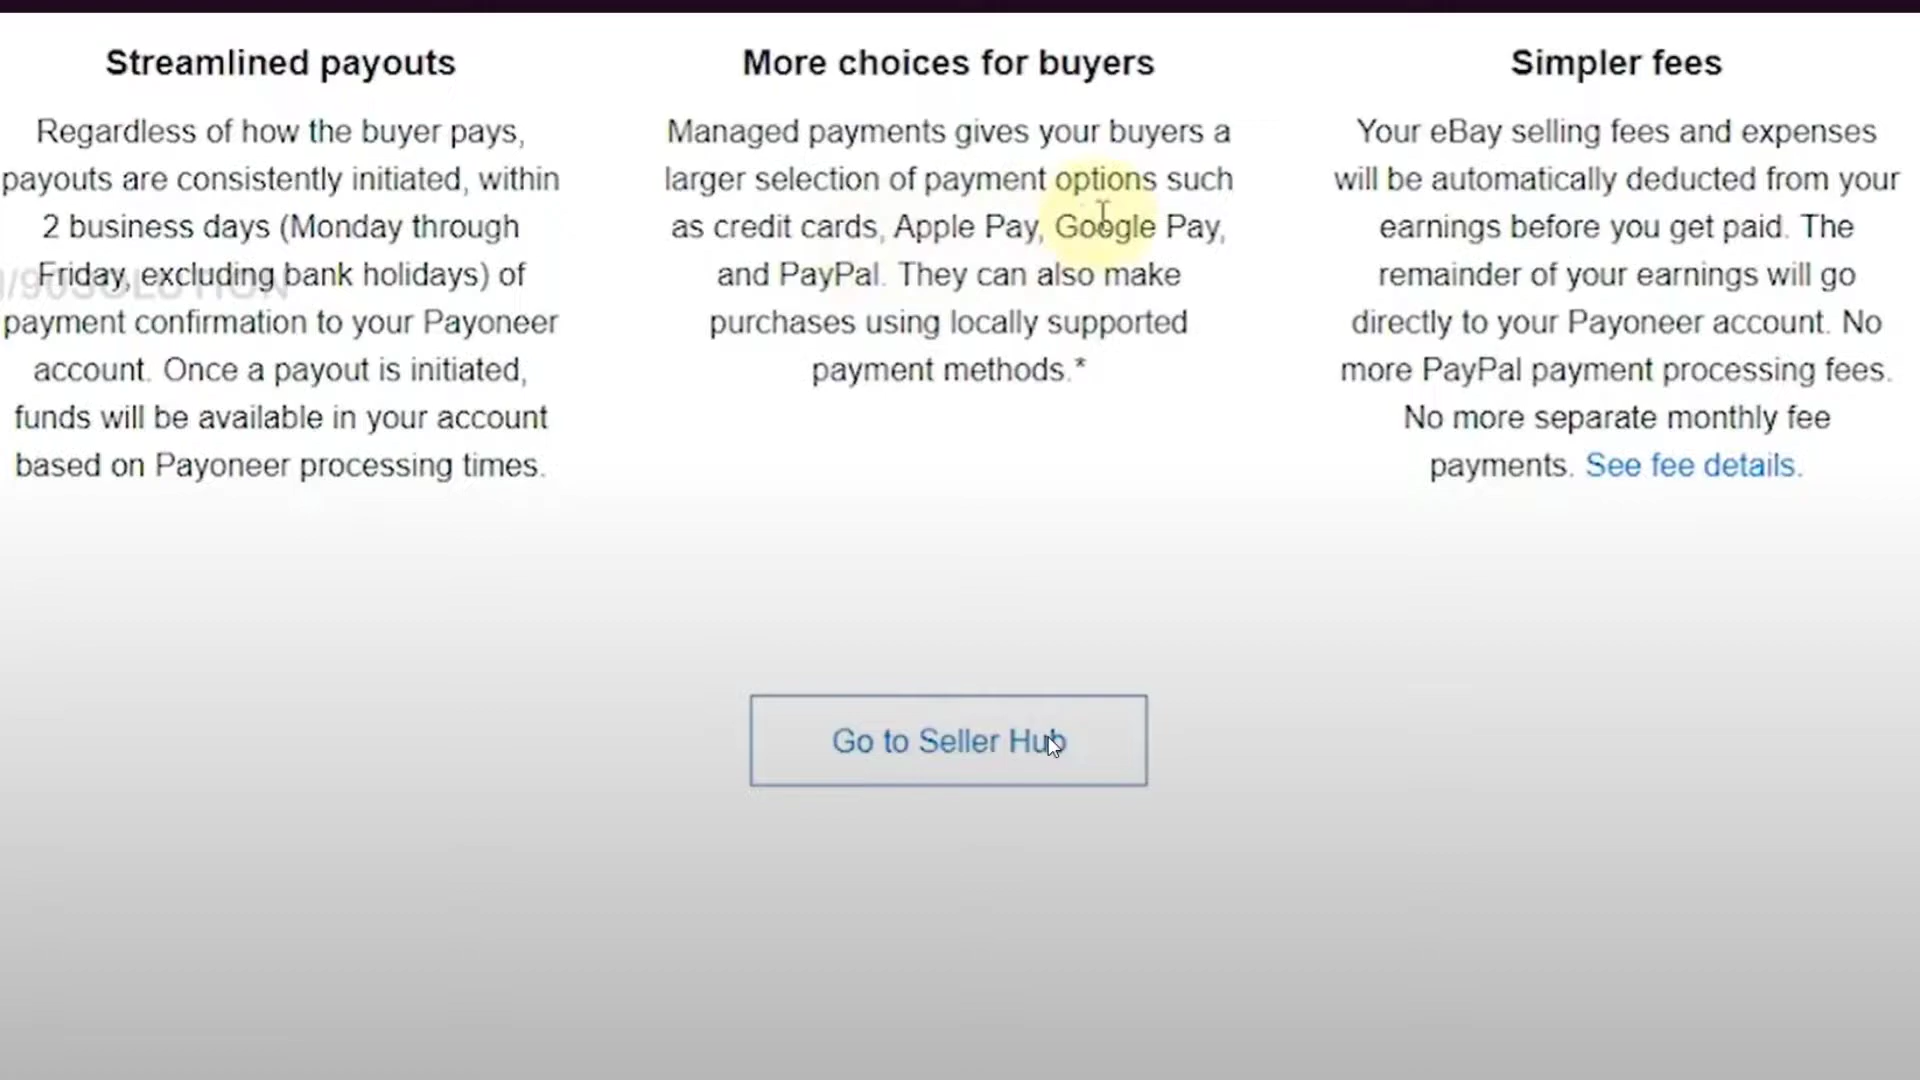 Streamlined payouts
Regardless of how the buyer pays,
payouts are consistently initiated, within
2 business days (Monday through
Friday, excluding bank holidays) of
payment confirmation to your Payoneer
account. Once a payout is initiated,
funds will be available in your account
based on Payoneer processing times.
More choices for buyers
Managed payments gives your buyers a
larger selection of payment options such
as credit cards, Apple Pay, Google Pay,
and PayPal. They can also make
purchases using locally supported
payment methods.*
Simpler fees
Your eBay selling fees and expenses
will be automatically deducted from your
earnings before you get paid. The
remainder of your earnings will go
directly to your Payoneer account. No
more PayPal payment processing fees.
No more separate monthly fee
payments. See fee details.
Go to Seller Hub